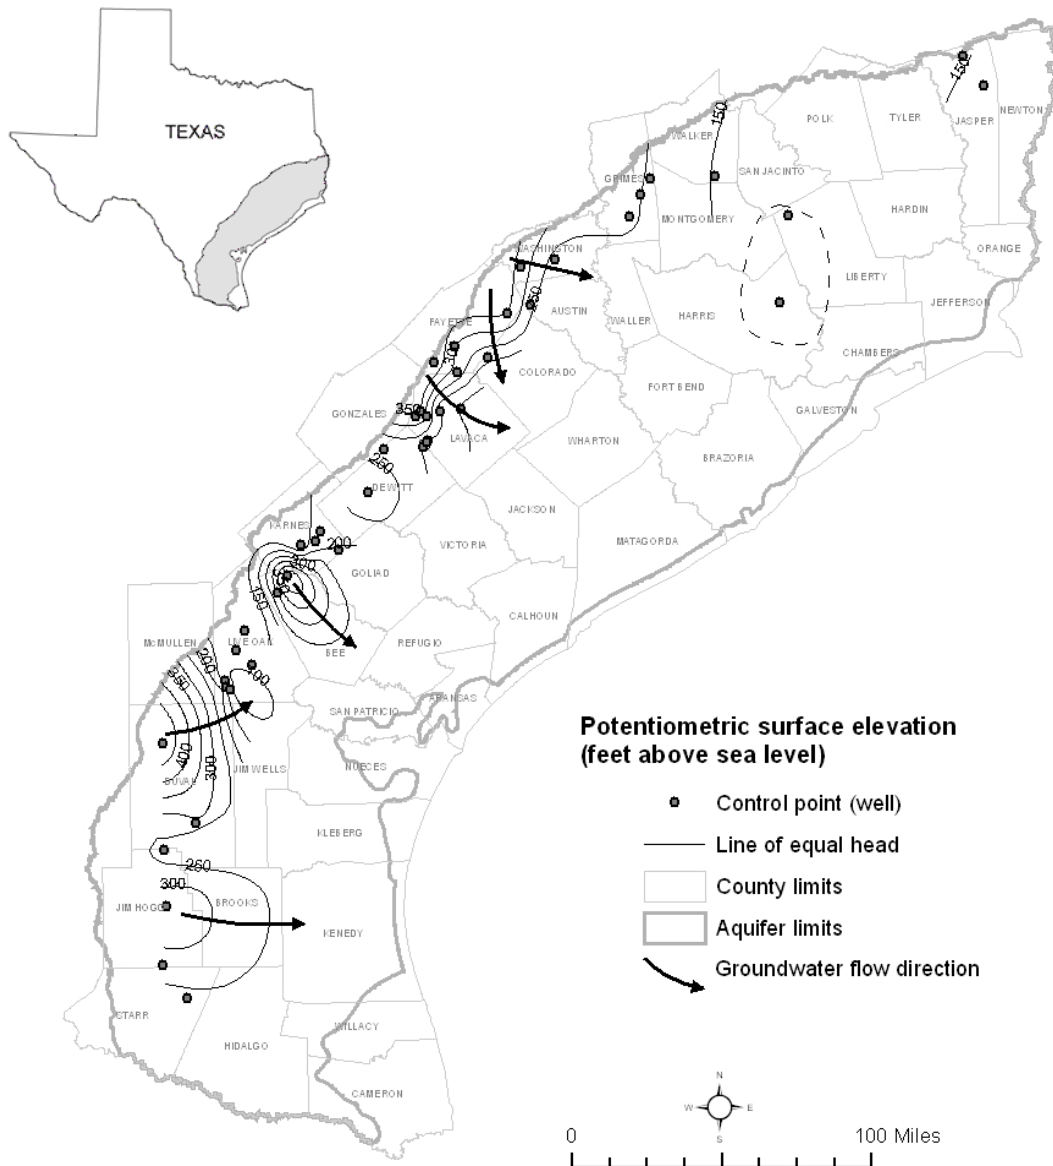 TEXAS
150
150
POLK
TYLER
NEWTON
JASPER
WALKER
SAN JACINTO
GRIMES
MONTGOMERY
HARDIN
WASHINGTON
ORANGE
LIBERTY
JEFFERSON
AUSTIN
WALLER
HARRIS
FAYETTE
CHAMBERS
COLORADO
FORT BEND
GALVESTON
350
GONZALES
LAVACA
WHARTON
BRAZORIA
250
DEWITT
JACKSON
KARNES
200
VICTORIA
MATAGORDA
300
GOLIAD
150
CALHOUN
McMULLEN
LIVE OAK
BEE
REFUGIO
200
350
100
ARANSAS
SAN PATRICIO
400
300
DUVAL
JIM WELLS
NUECES
KLEBERG
250
300
JIM HOGG
BROOKS
KENEDY
STARR
WILLACY
HIDALGO
CAMERON
Potentiometric surface elevation
(feet above sea level)
Control point (well)
Line of equal head
County limits
Aquifer limits
Groundwater flow direction
N
W
E
S
0
100 Miles